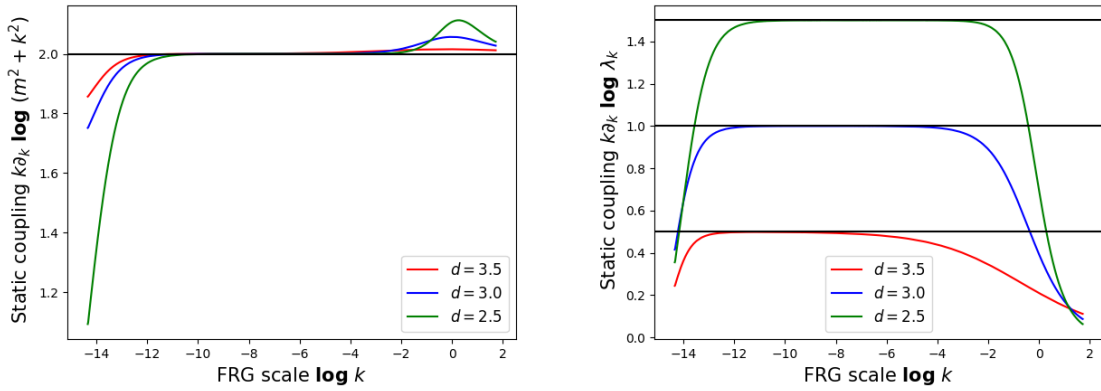 Static coupling k∂ₖ log (m² + k²)
2.0
1.8
1.6
1.4
1.2
−14 −12 −10 −8 −6 −4 −2 0 2
FRG scale log k
d = 3.5
d = 3.0
d = 2.5
Static coupling k∂ₖ log λₖ
1.4
1.2
1.0
0.8
0.6
0.4
0.2
0.0
−14 −12 −10 −8 −6 −4 −2 0 2
FRG scale log k
d = 3.5
d = 3.0
d = 2.5